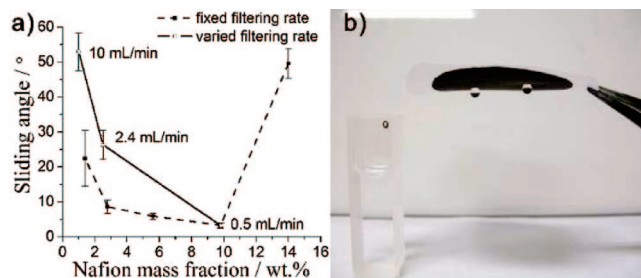 a)
fixed filtering rate
varied filtering rate
Sliding angle / °
60
50
40
30
20
10
0
10 mL/min
2.4 mL/min
0.5 mL/min
0 2 4 6 8 10 12 14 16
Nafion mass fraction / wt.%
b)